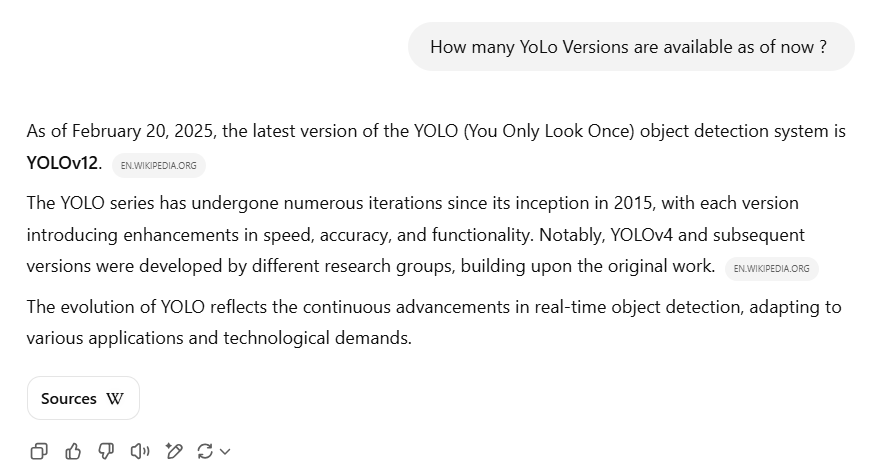 How many YoLo Versions are available as of now ?
As of February 20, 2025, the latest version of the YOLO (You Only Look Once) object detection system is
YOLOv12. EN.WIKIPEDIA.ORG
The YOLO series has undergone numerous iterations since its inception in 2015, with each version
introducing enhancements in speed, accuracy, and functionality. Notably, YOLOv4 and subsequent
versions were developed by different research groups, building upon the original work. EN.WIKIPEDIA.ORG
The evolution of YOLO reflects the continuous advancements in real-time object detection, adapting to
various applications and technological demands.
Sources W